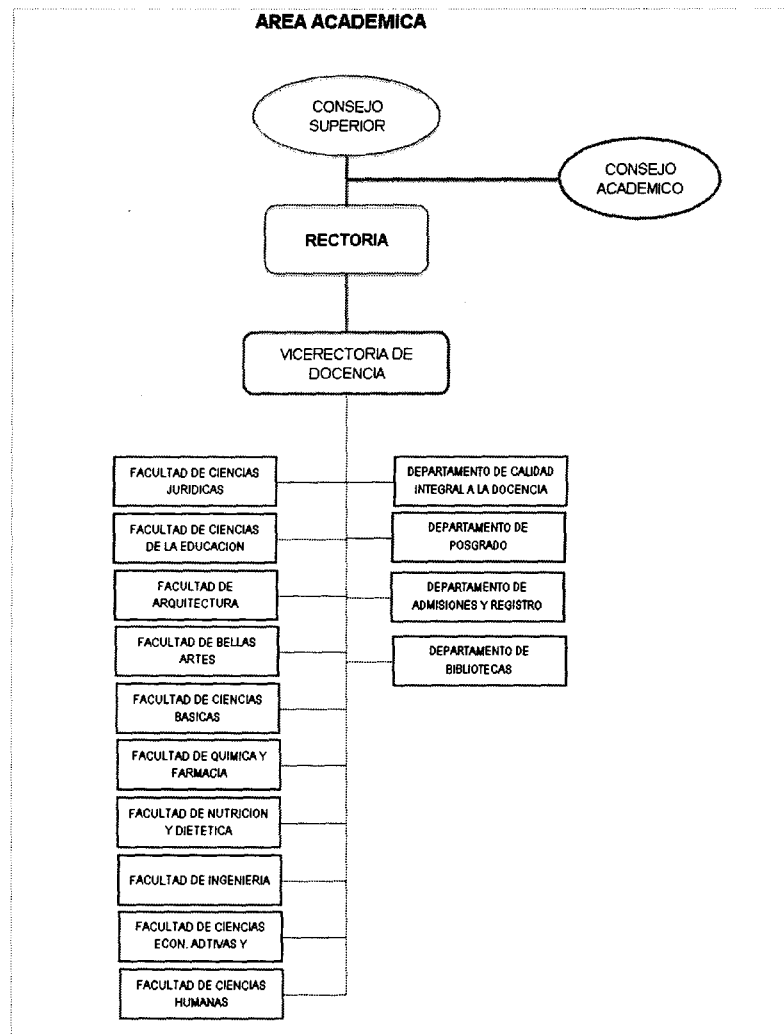 AREA ACADEMICA
CONSEJO
SUPERIOR
CONSEJO
ACADEMICO
RECTORIA
VICERECTORIA DE
DOCENCIA
FACULTAD DE CIENCIAS
JURIDICAS
DEPARTAMENTO DE CALIDAD
INTEGRAL A LA DOCENCIA
FACULTAD DE CIENCIAS
DE LA EDUCACION
DEPARTAMENTO DE
POSGRADO
FACULTAD DE
ARQUITECTURA
DEPARTAMENTO DE
ADMISIONES Y REGISTRO
FACULTAD DE BELLAS
ARTES
DEPARTAMENTO DE
BIBLIOTECAS
FACULTAD DE CIENCIAS
BASICAS
FACULTAD DE QUIMICA Y
FARMACIA
FACULTAD DE NUTRICION
Y DIETETICA
FACULTAD DE INGENIERIA
FACULTAD DE CIENCIAS
ECON. ADTIVAS Y
FACULTAD DE CIENCIAS
HUMANAS